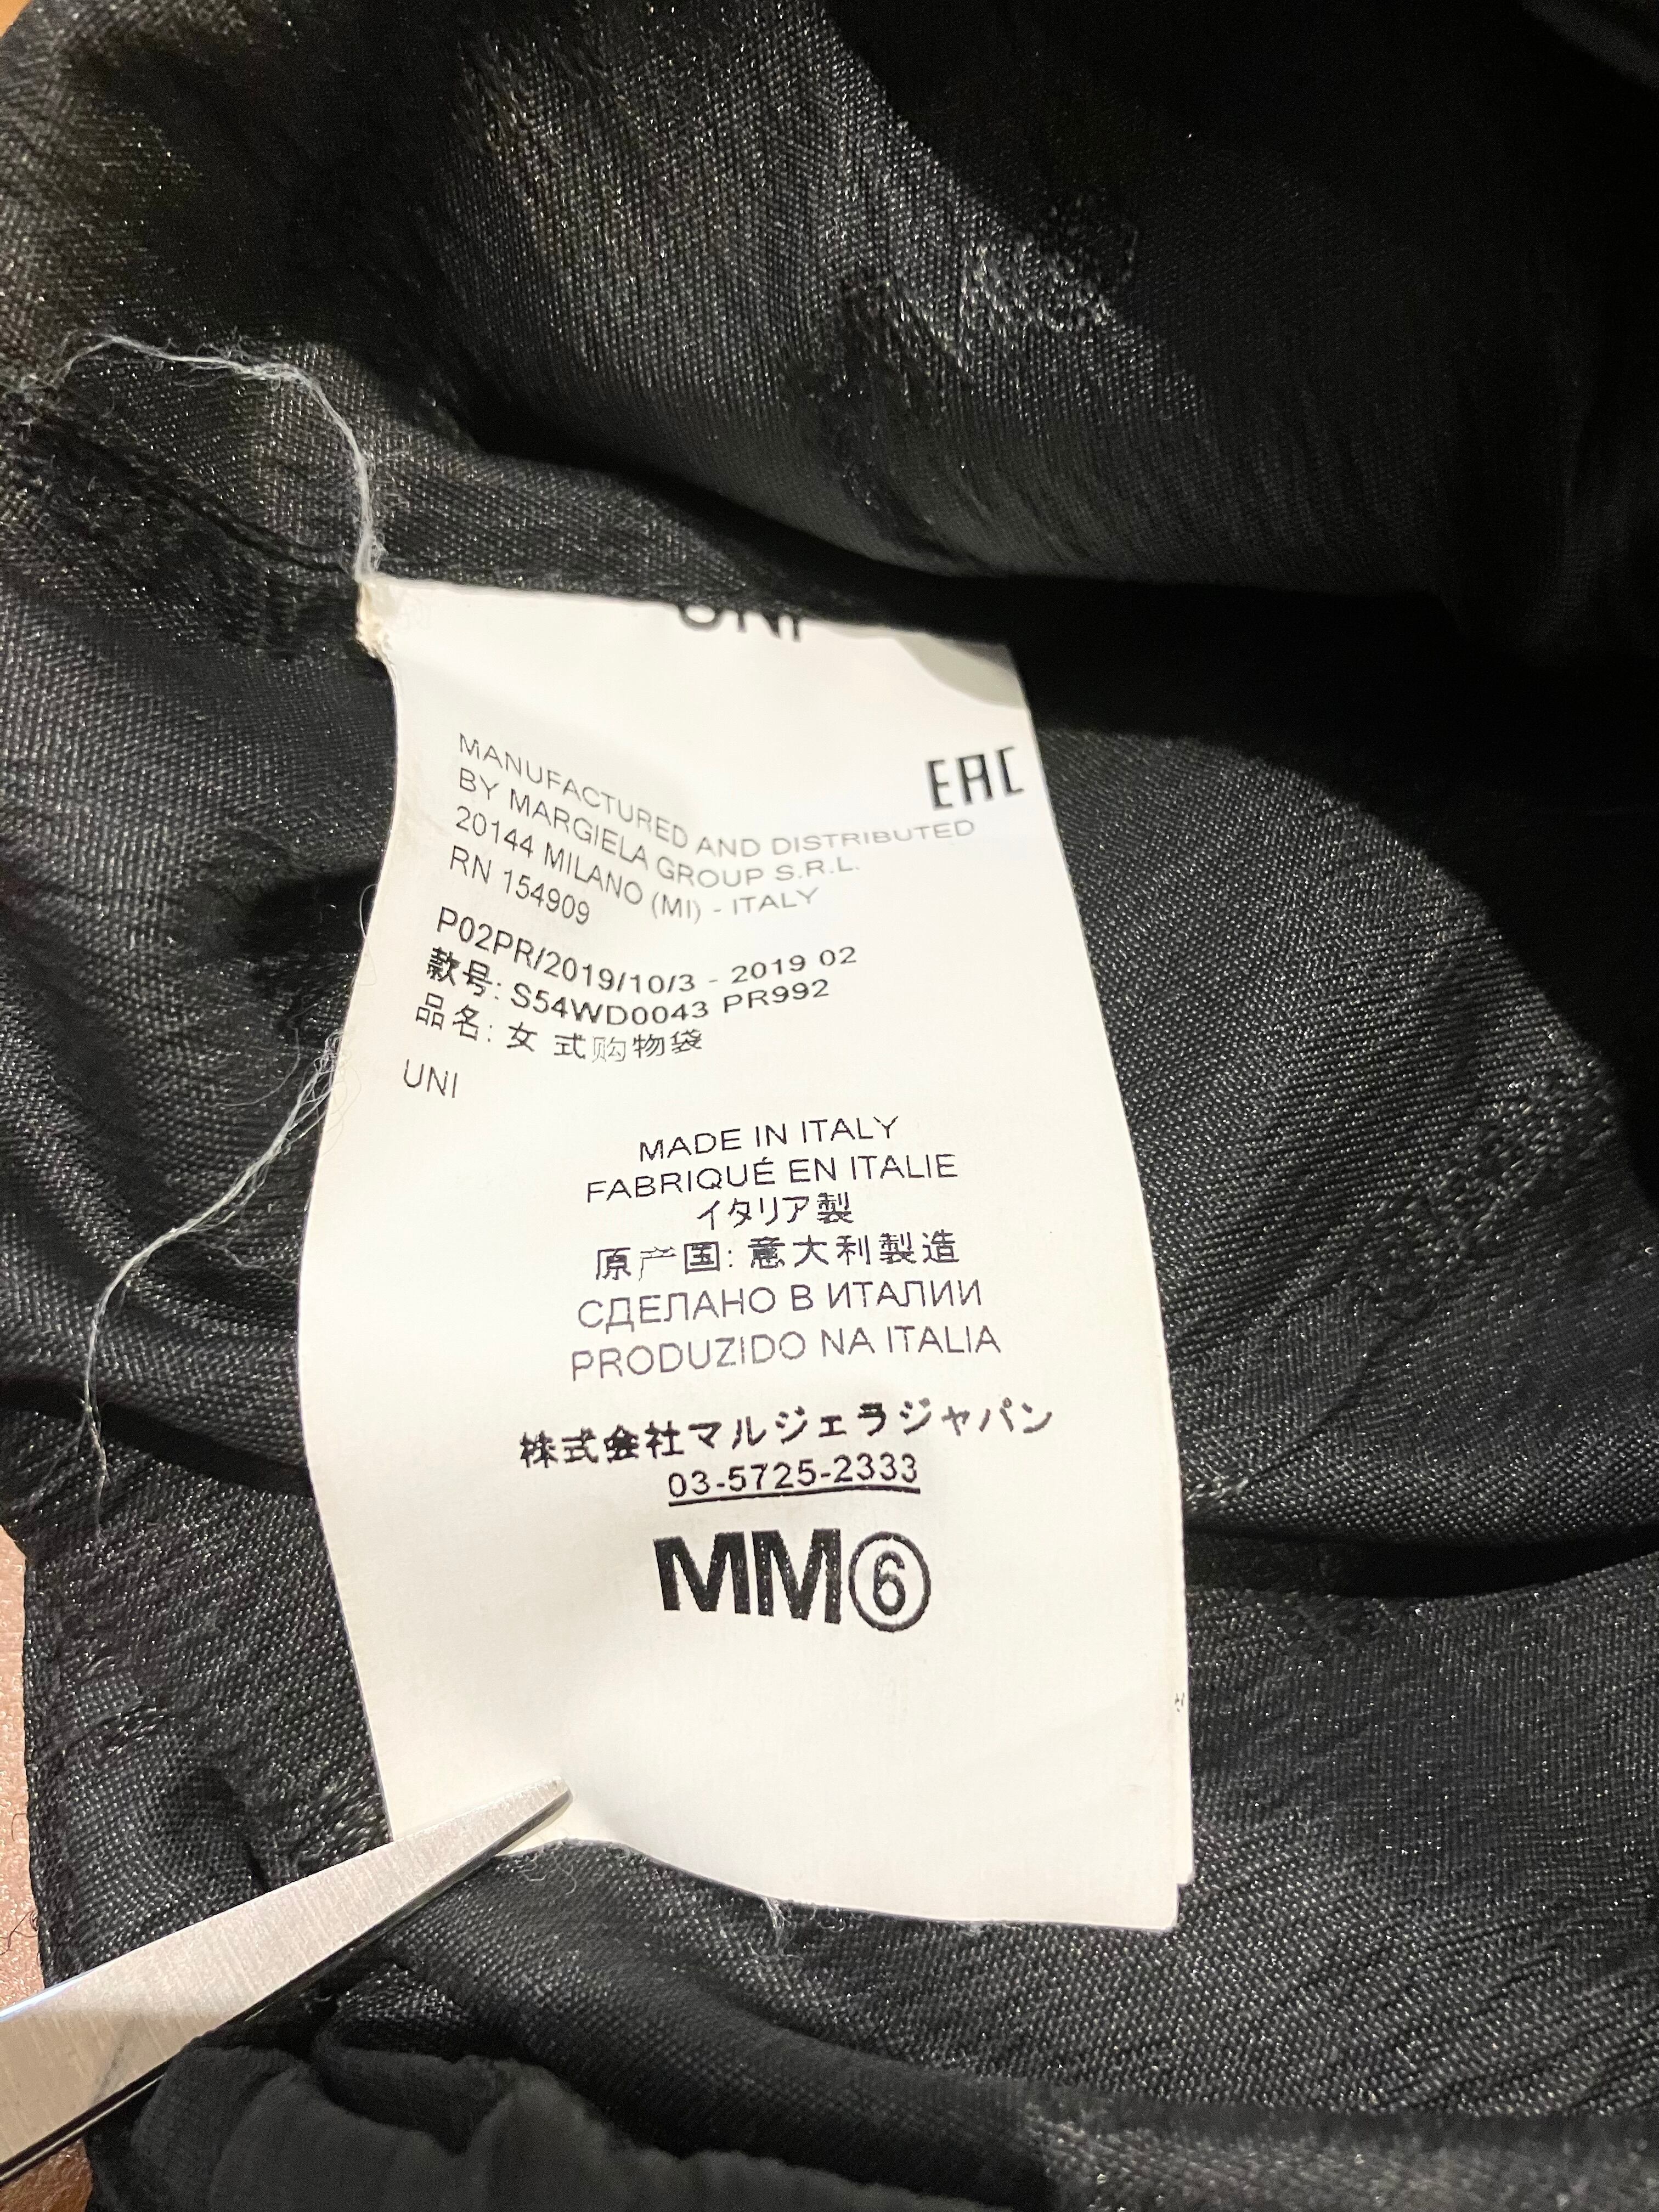 UNI
EAC
MANUFACTURED AND DISTRIBUTED
BY MARGIELA GROUP S.R.L.
20144 MILANO (MI) - ITALY
RN 154909
P02PR/2019/10/3 - 2019 02
款号: S54WD0043 PR992
品名: 女 式购物袋
UNI
MADE IN ITALY
FABRIQUÉ EN ITALIE
イタリア製
原产国: 意大利製造
СДЕЛАНО В ИТАЛИИ
PRODUZIDO NA ITALIA
株式会社マルジェラジャパン
03-5725-2333
MM6